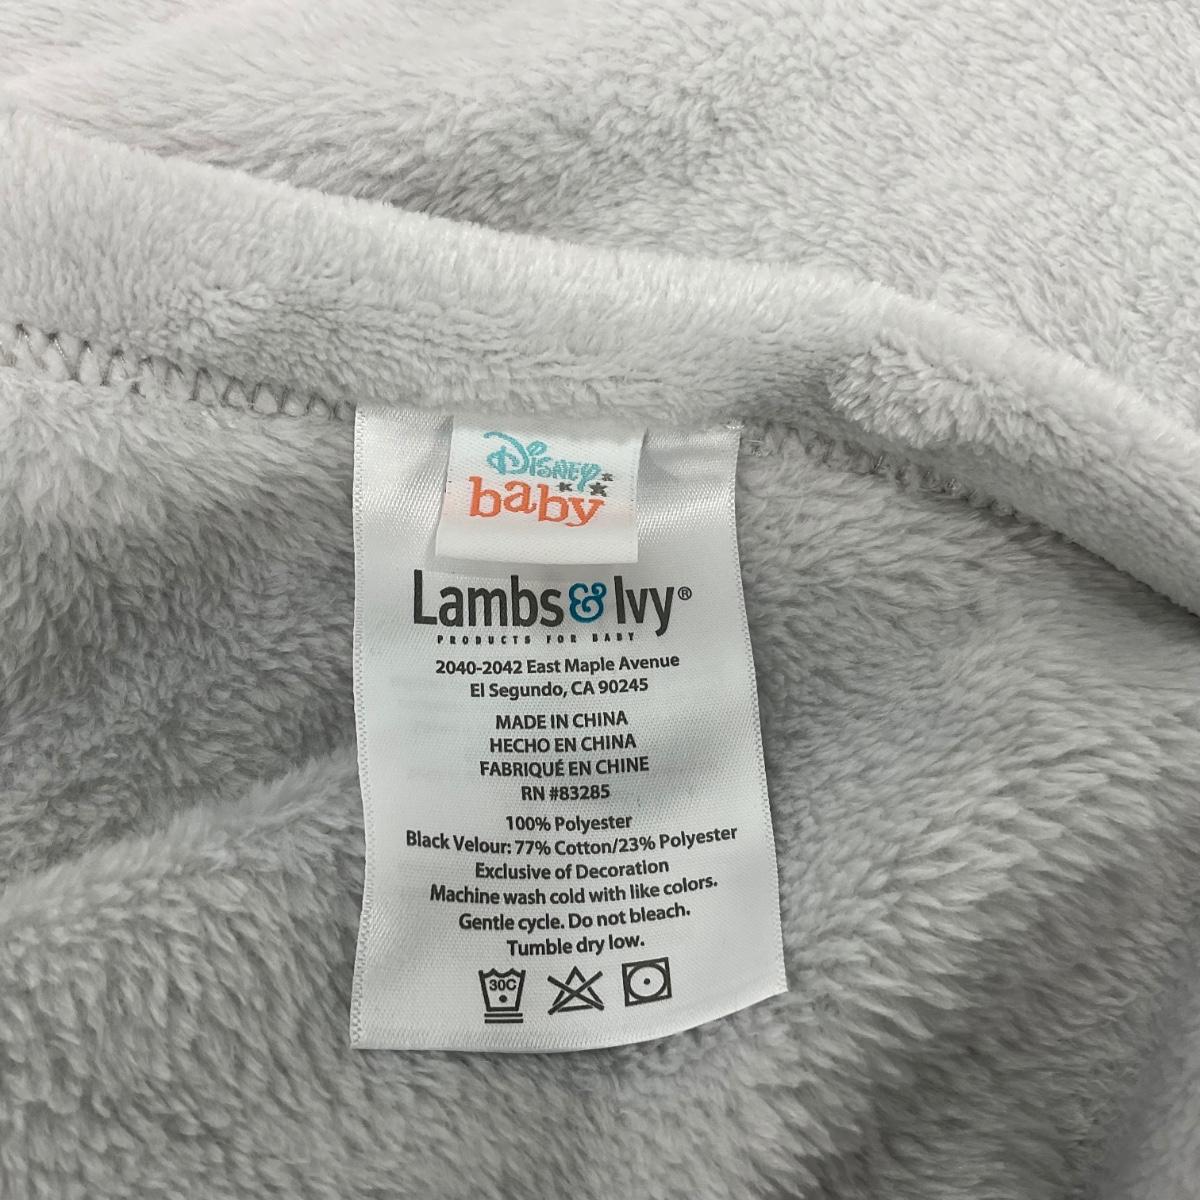 Disney
baby
Lambs & Ivy®
PRODUCTS FOR BABY
2040-2042 East Maple Avenue
El Segundo, CA 90245
MADE IN CHINA
HECHO EN CHINA
FABRIQUÉ EN CHINE
RN #83285
100% Polyester
Black Velour: 77% Cotton/23% Polyester
Exclusive of Decoration
Machine wash cold with like colors.
Gentle cycle. Do not bleach.
Tumble dry low.
30C